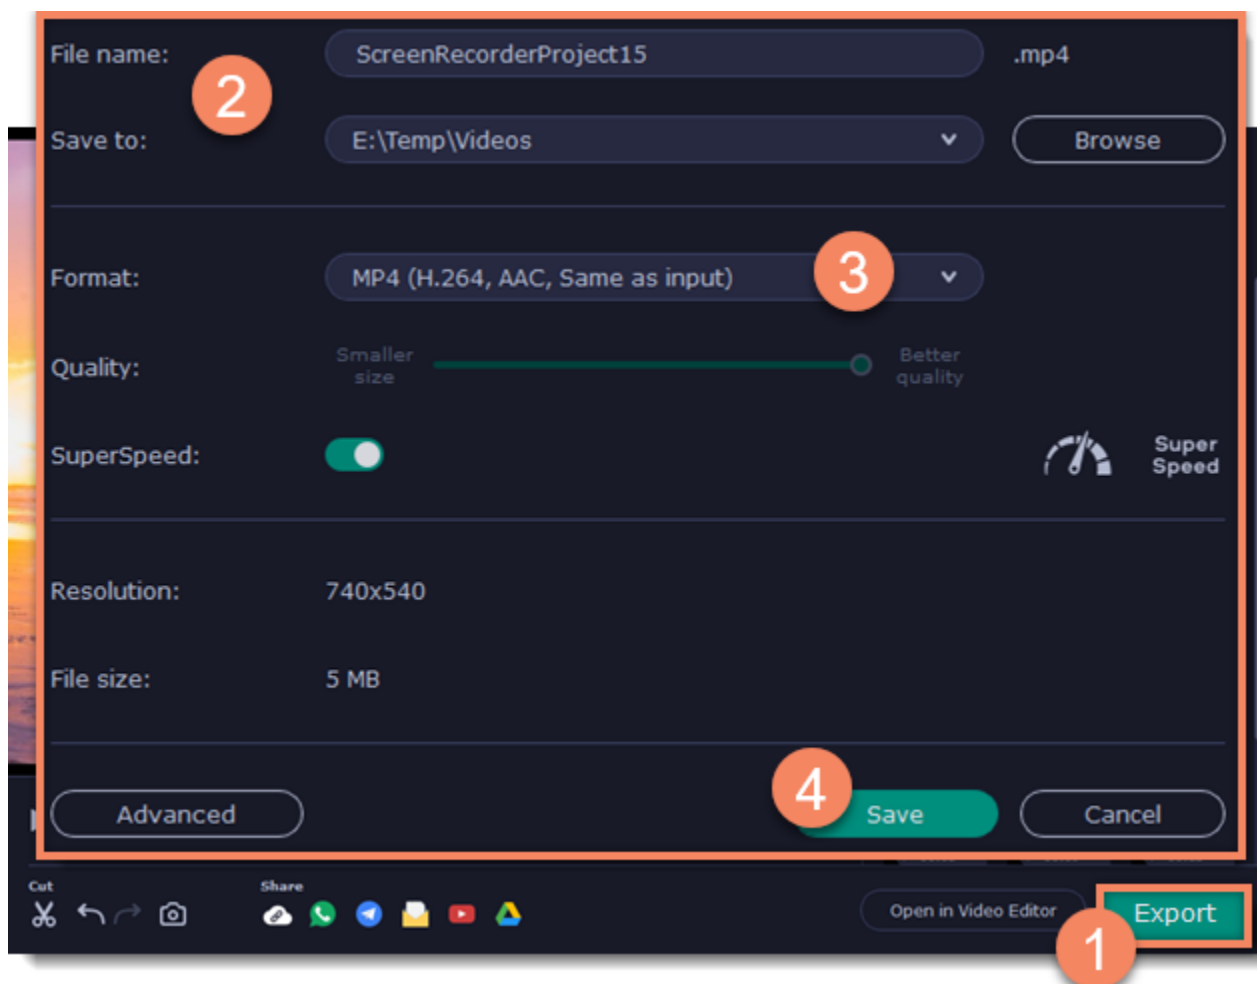 File name:
ScreenRecorderProject15
.mp4
2
Save to:
E:\Temp\Videos
Browse
Format:
MP4 (H.264, AAC, Same as input)
3
Quality:
Smaller
size
Better
quality
SuperSpeed:
Super
Speed
Resolution:
740x540
File size:
5 MB
Advanced
4
Save
Cancel
Cut
Share
Open in Video Editor
Export
1